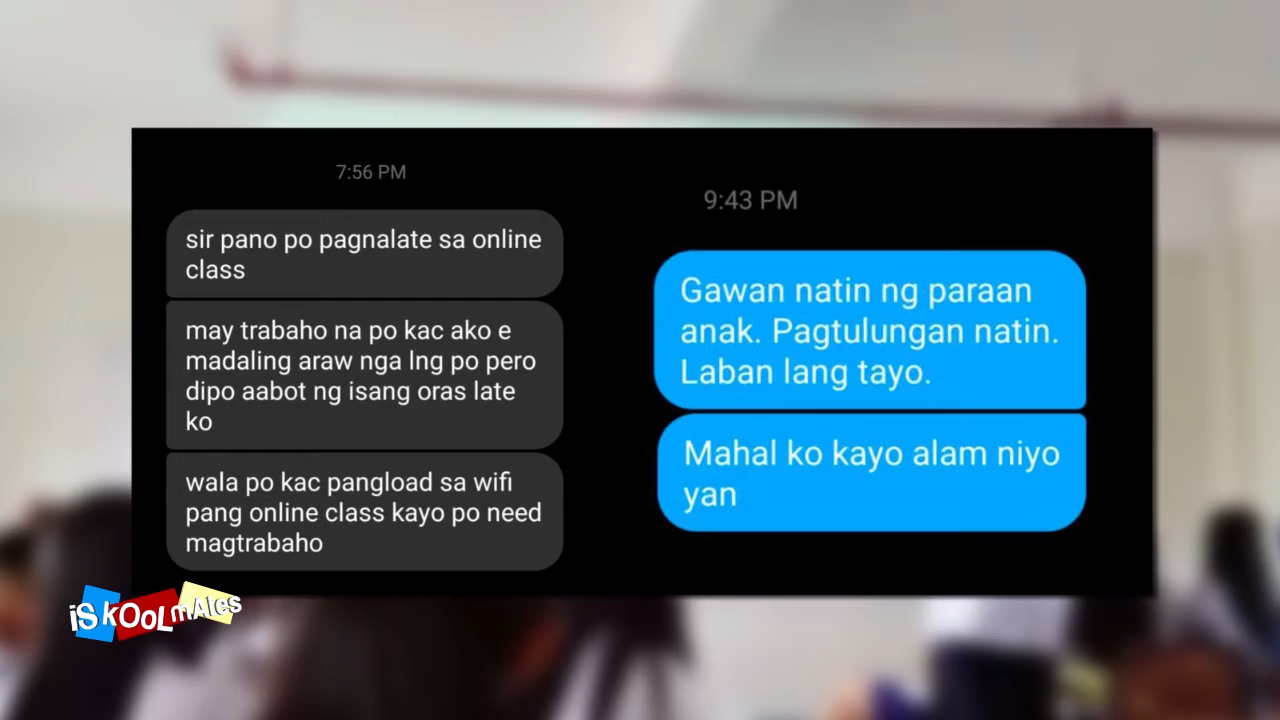 7:56 PM
sir pano po pagnalate sa online
class
may trabaho na po kac ako e
madaling araw nga lng po pero
dipo aabot ng isang oras late
ko
wala po kac pangload sa wifi
pang online class kayo po need
magtrabaho
9:43 PM
Gawan natin ng paraan
anak. Pagtulungan natin.
Laban lang tayo.
Mahal ko kayo alam niyo
yan
iSkOoLmAles